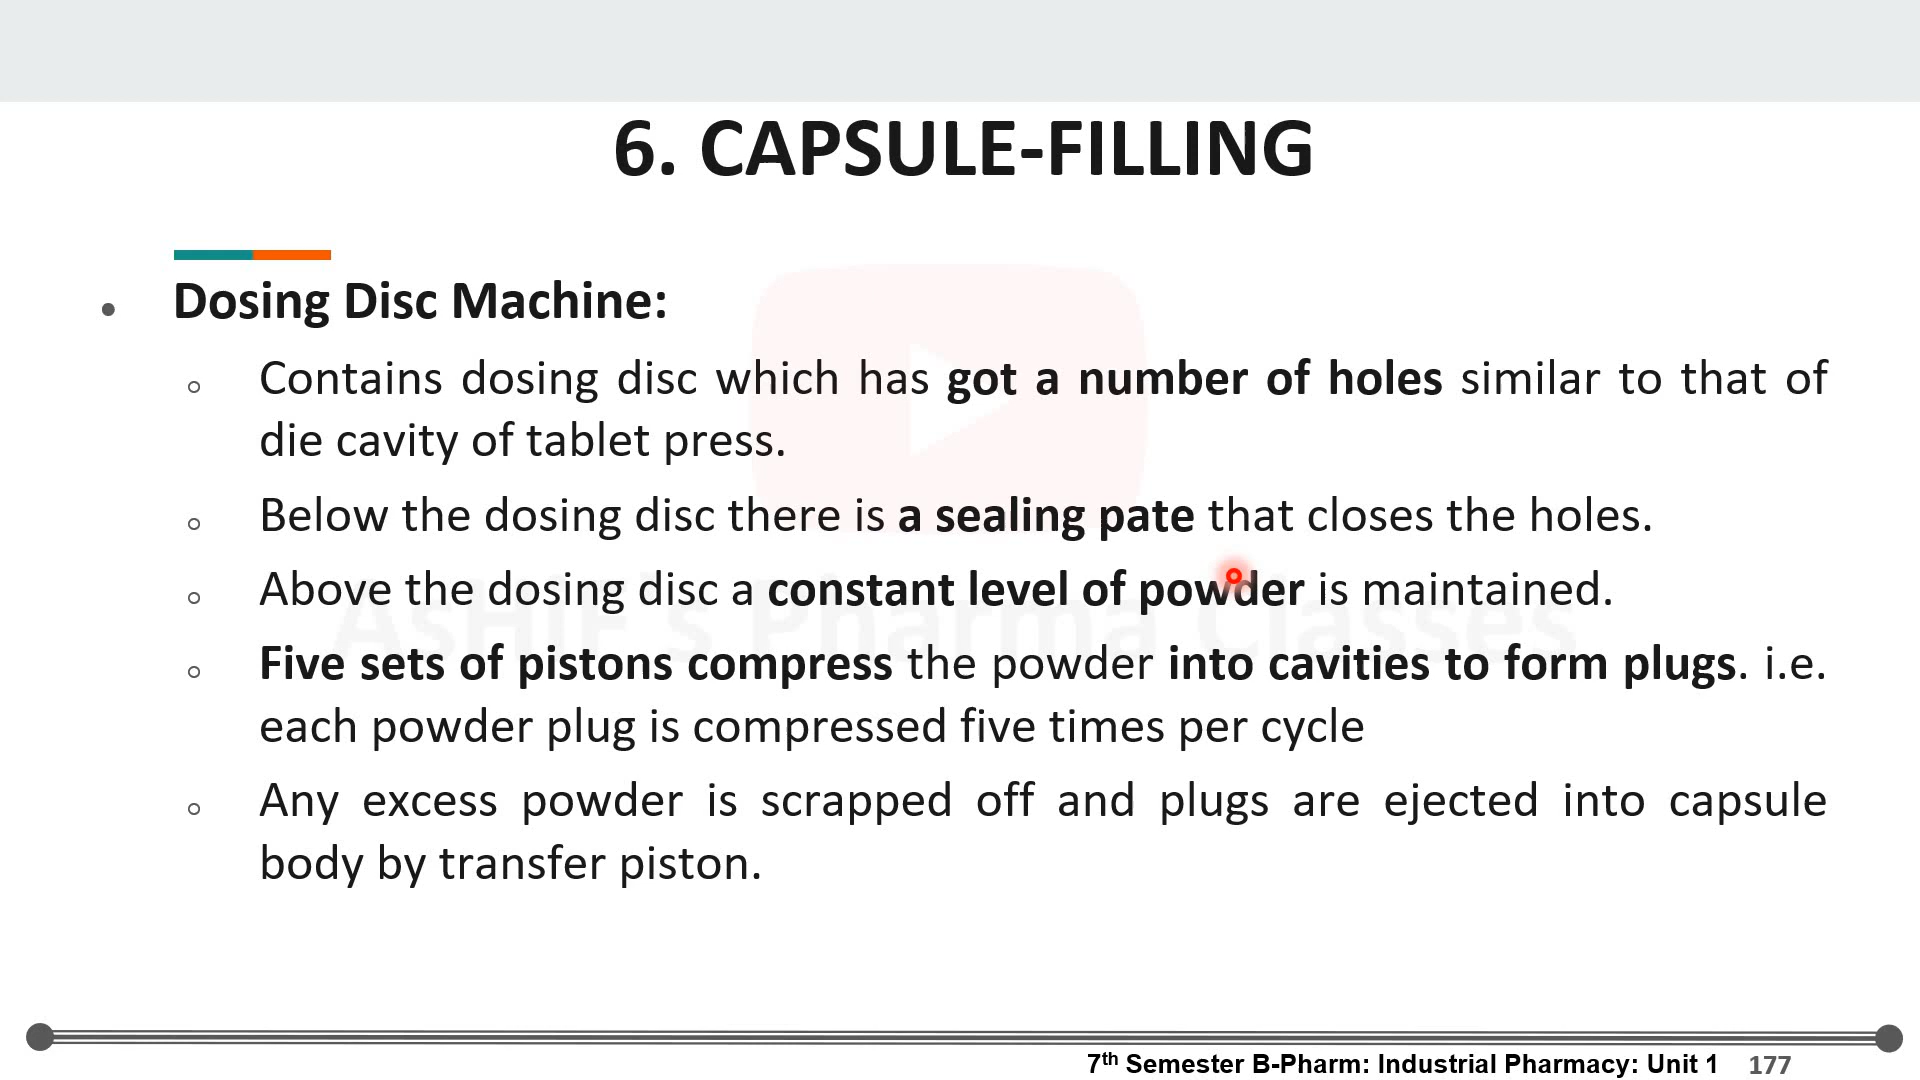 6. CAPSULE-FILLING
Dosing Disc Machine:
Contains dosing disc which has got a number of holes similar to that of
die cavity of tablet press.
Below the dosing disc there is a sealing pate that closes the holes.
Above the dosing disc a constant level of powder is maintained.
AsHiF's Pharma Classes
Five sets of pistons compress the powder into cavities to form plugs. i.e.
each powder plug is compressed five times per cycle
Any excess powder is scrapped off and plugs are ejected into capsule
body by transfer piston.
7th Semester B-Pharm: Industrial Pharmacy: Unit 1 177